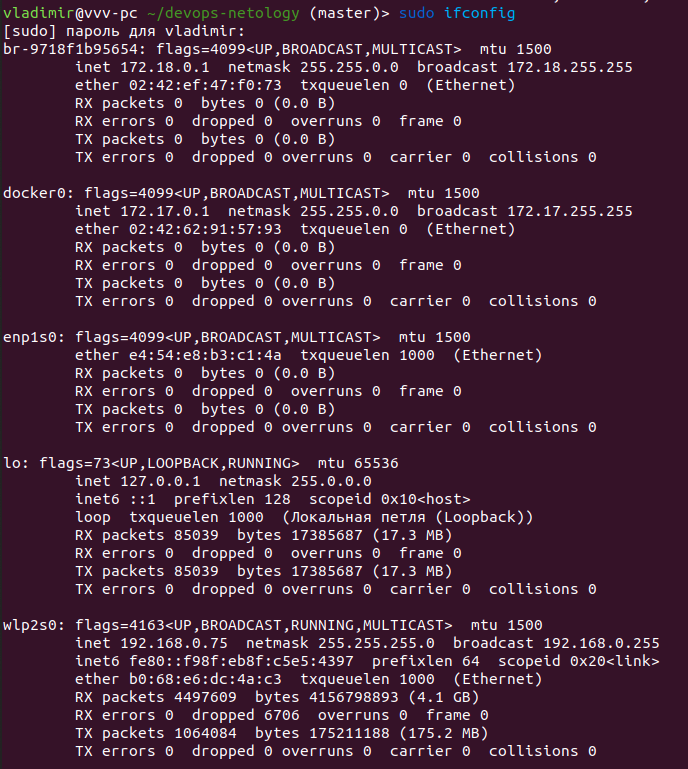 vladimir@vvv-pc ~/devops-netology (master)> sudo ifconfig
[sudo] пароль для vladimir:
br-9718f1b95654: flags=4099<UP,BROADCAST,MULTICAST>  mtu 1500
        inet 172.18.0.1  netmask 255.255.0.0  broadcast 172.18.255.255
        ether 02:42:ef:47:f0:73  txqueuelen 0  (Ethernet)
        RX packets 0  bytes 0 (0.0 B)
        RX errors 0  dropped 0  overruns 0  frame 0
        TX packets 0  bytes 0 (0.0 B)
        TX errors 0  dropped 0 overruns 0  carrier 0  collisions 0

docker0: flags=4099<UP,BROADCAST,MULTICAST>  mtu 1500
        inet 172.17.0.1  netmask 255.255.0.0  broadcast 172.17.255.255
        ether 02:42:62:91:57:93  txqueuelen 0  (Ethernet)
        RX packets 0  bytes 0 (0.0 B)
        RX errors 0  dropped 0  overruns 0  frame 0
        TX packets 0  bytes 0 (0.0 B)
        TX errors 0  dropped 0 overruns 0  carrier 0  collisions 0

enp1s0: flags=4099<UP,BROADCAST,MULTICAST>  mtu 1500
        ether e4:54:e8:b3:c1:4a  txqueuelen 1000  (Ethernet)
        RX packets 0  bytes 0 (0.0 B)
        RX errors 0  dropped 0  overruns 0  frame 0
        TX packets 0  bytes 0 (0.0 B)
        TX errors 0  dropped 0 overruns 0  carrier 0  collisions 0

lo: flags=73<UP,LOOPBACK,RUNNING>  mtu 65536
        inet 127.0.0.1  netmask 255.0.0.0
        inet6 ::1  prefixlen 128  scopeid 0x10<host>
        loop  txqueuelen 1000  (Локальная петля (Loopback))
        RX packets 85039  bytes 17385687 (17.3 MB)
        RX errors 0  dropped 0  overruns 0  frame 0
        TX packets 85039  bytes 17385687 (17.3 MB)
        TX errors 0  dropped 0 overruns 0  carrier 0  collisions 0

wlp2s0: flags=4163<UP,BROADCAST,RUNNING,MULTICAST>  mtu 1500
        inet 192.168.0.75  netmask 255.255.255.0  broadcast 192.168.0.255
        inet6 fe80::f98f:eb8f:c5e5:4397  prefixlen 64  scopeid 0x20<link>
        ether b0:68:e6:dc:4a:c3  txqueuelen 1000  (Ethernet)
        RX packets 4497609  bytes 4156798893 (4.1 GB)
        RX errors 0  dropped 6706  overruns 0  frame 0
        TX packets 1064084  bytes 175211188 (175.2 MB)
        TX errors 0  dropped 0 overruns 0  carrier 0  collisions 0